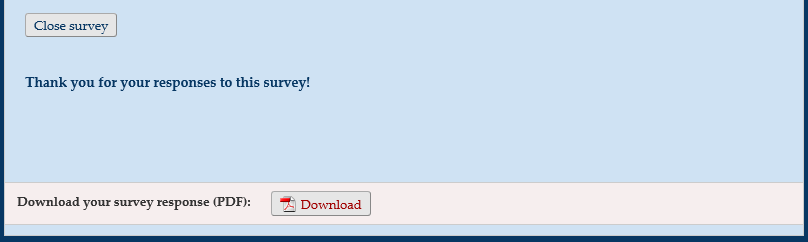 Close survey
Thank you for your responses to this survey!
Download your survey response (PDF): Download